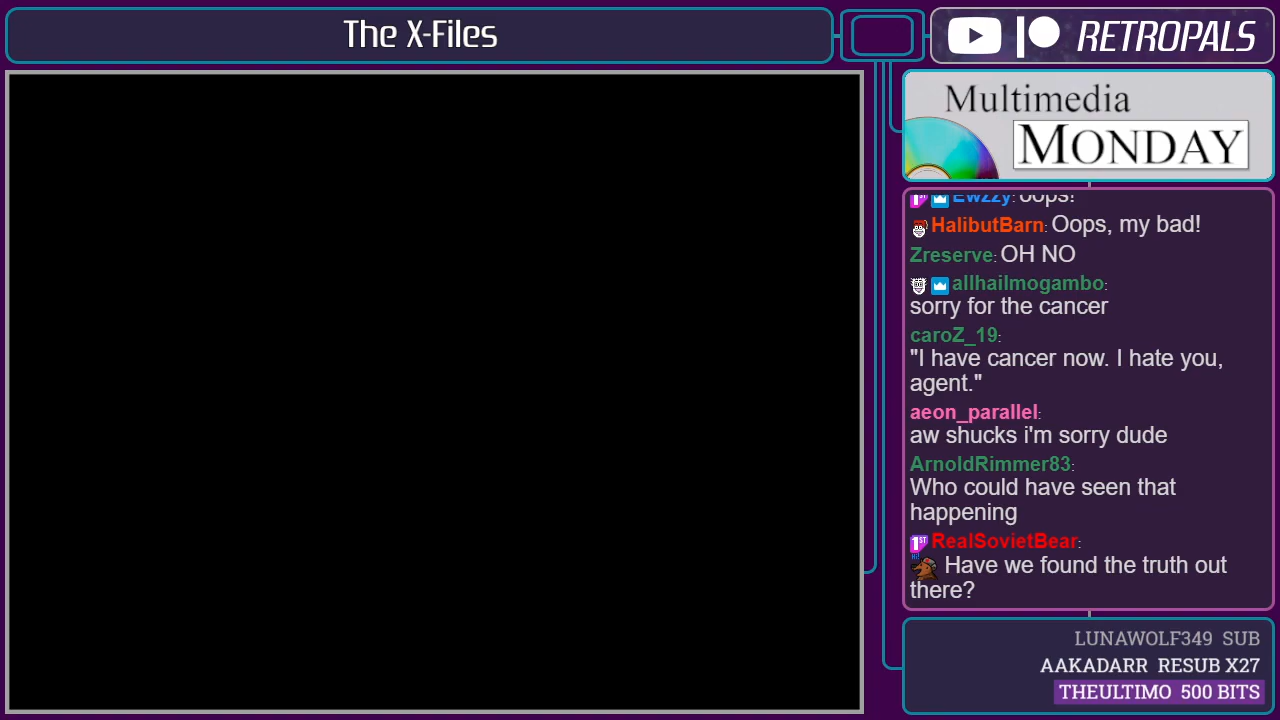 The X-Files
RETROPALS
Multimedia
MONDAY
Ewzzy: oops!
HalibutBarn: Oops, my bad!
Zreserve: OH NO
allhailmogambo:
sorry for the cancer
caroZ_19:
"I have cancer now. I hate you,
agent."
aeon_parallel:
aw shucks i'm sorry dude
ArnoldRimmer83:
Who could have seen that
happening
RealSovietBear:
Have we found the truth out
there?
LUNAWOLF349 SUB
AAKADARR RESUB X27
THEULTIMO 500 BITS